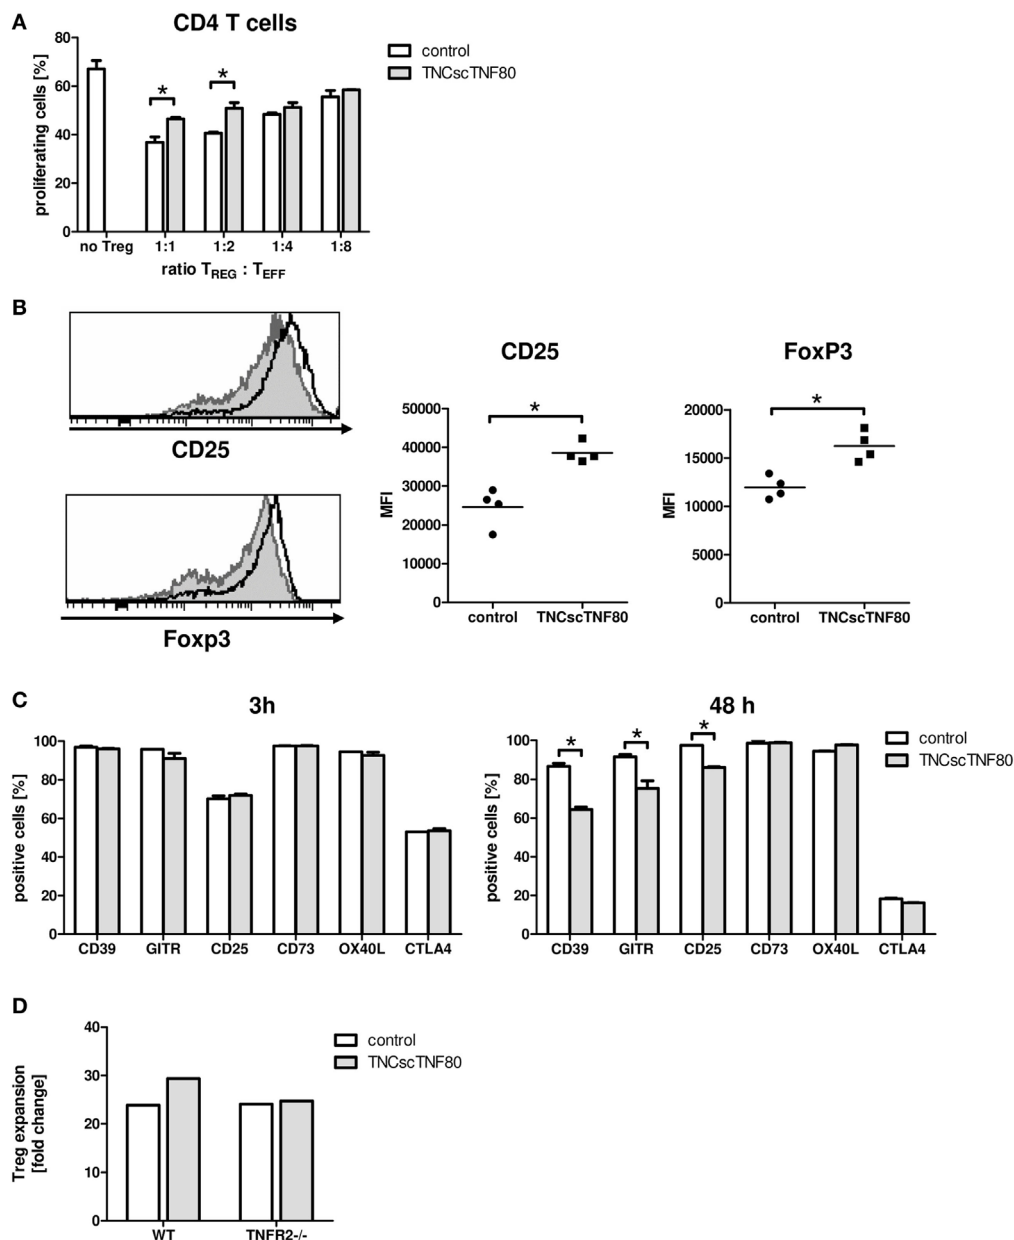 A
CD4 T cells
proliferating cells [%]
80
60
40
20
0
*
*
no Treg 1:1 1:2 1:4 1:8
ratio TREG : TEFF
control
TNCscTNF80
B
CD25
Foxp3
CD25
MFI
50000
40000
30000
20000
10000
0
*
control TNCscTNF80
FoxP3
MFI
20000
15000
10000
5000
0
*
control TNCscTNF80
C
3h
positive cells [%]
100
80
60
40
20
0
CD39 GITR CD25 CD73 OX40L CTLA4
48 h
positive cells [%]
100
80
60
40
20
0
* * *
CD39 GITR CD25 CD73 OX40L CTLA4
control
TNCscTNF80
D
Treg expansion
[fold change]
40
30
20
10
0
WT TNFR2-/-
control
TNCscTNF80